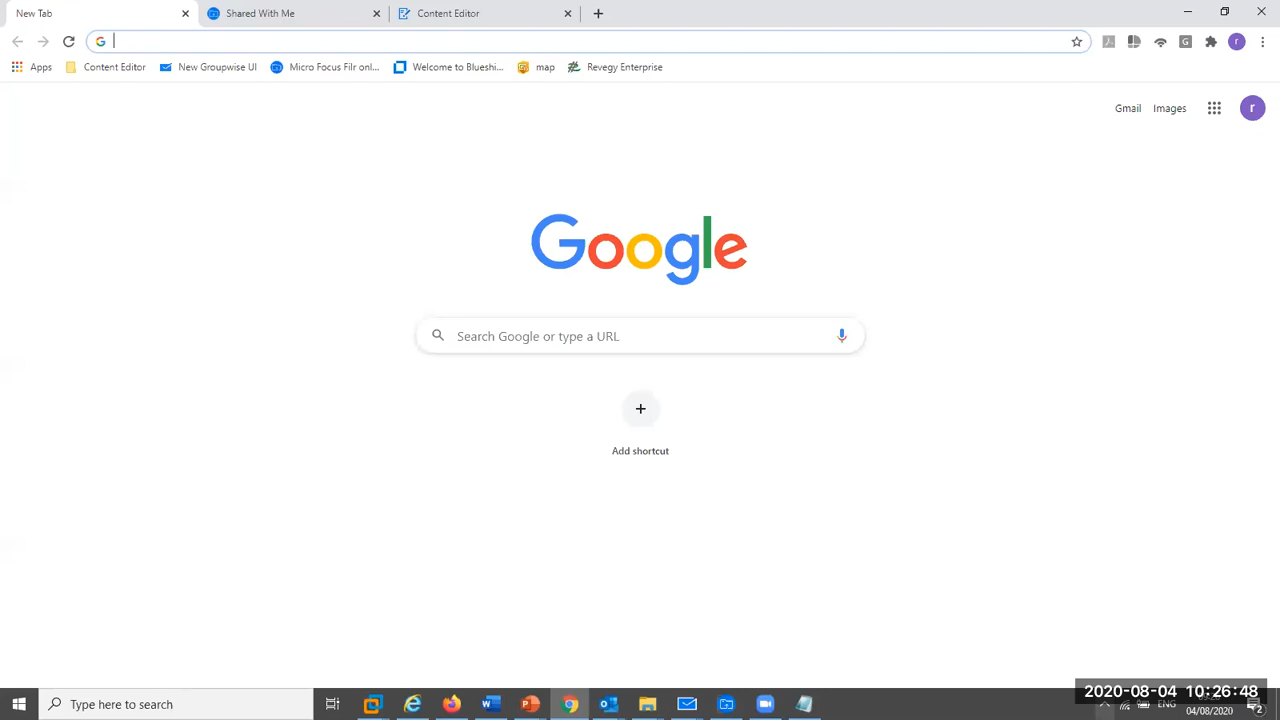 New Tab
Shared With Me
Content Editor
Apps
Content Editor
New Groupwise UI
Micro Focus Filr onl...
Welcome to Blueshi...
map
Revegy Enterprise
Gmail
Images
r
Google
Search Google or type a URL
Add shortcut
Type here to search
2020-08-04 10:26:48
ENG
04/08/2020
2